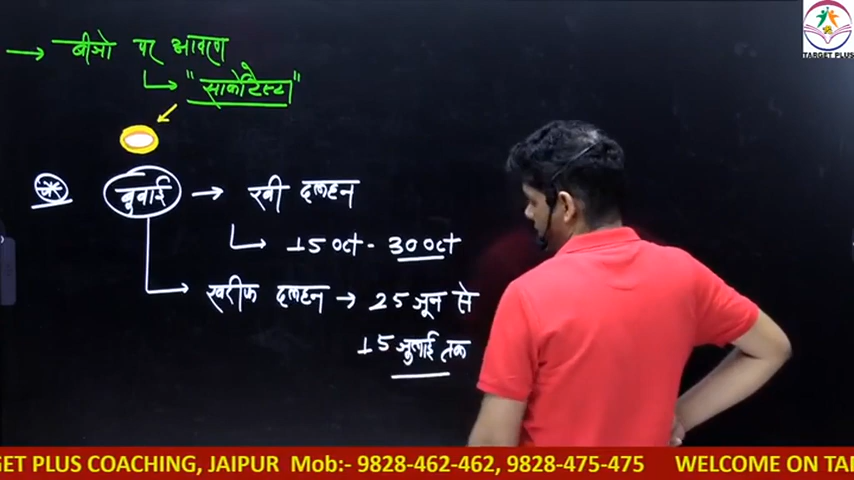 → बीजो पर आवरण
↳ "सार्कोटेस्टा"
TARGET PLUS
बुवाई → रबी दलहन
↳ 15 oct - 30 oct
खरीफ दलहन → 25 जून से
15 जुलाई तक
GET PLUS COACHING, JAIPUR Mob:- 9828-462-462, 9828-475-475 WELCOME ON TA